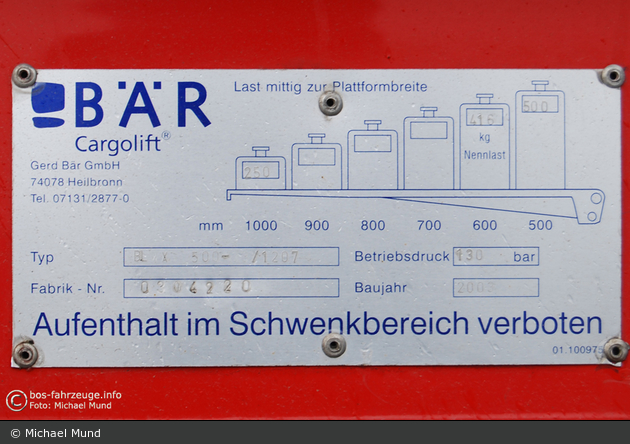 BÄR
Cargolift®
Gerd Bär GmbH
74078 Heilbronn
Tel. 07131/2877-0
Last mittig zur Plattformbreite
250
416
kg
Nennlast
500
mm 1000 900 800 700 600 500
Typ /1297 Betriebsdruck 130 bar
Fabrik - Nr. Baujahr
Aufenthalt im Schwenkbereich verboten
© bos-fahrzeuge.info
Foto: Michael Mund
© Michael Mund